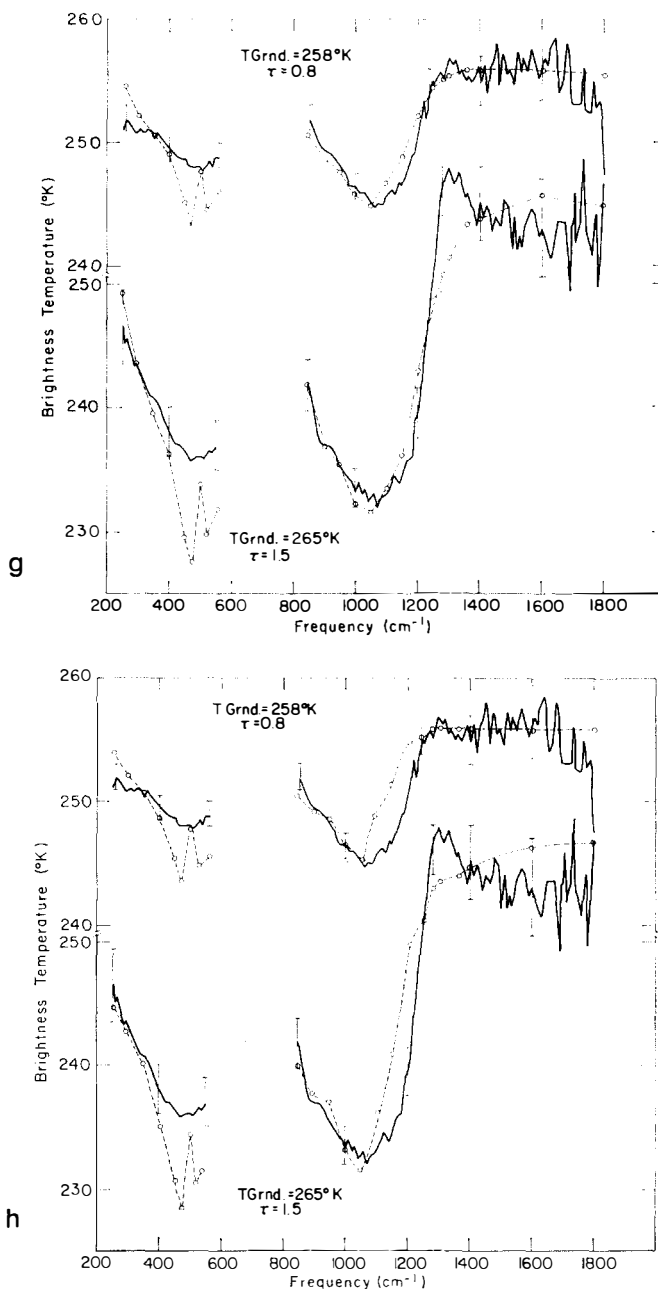 260
TGrnd. = 258°K
τ = 0.8
250
240
250
Brightness Temperature (°K)
240
230
TGrnd. = 265°K
τ = 1.5
g
200 400 600 800 1000 1200 1400 1600 1800
Frequency (cm⁻¹)
260
T Grnd. = 258°K
τ = 0.8
250
240
250
Brightness Temperature (°K)
240
230
TGrnd. = 265°K
τ = 1.5
h
200 400 600 800 1000 1200 1400 1600 1800
Frequency (cm⁻¹)